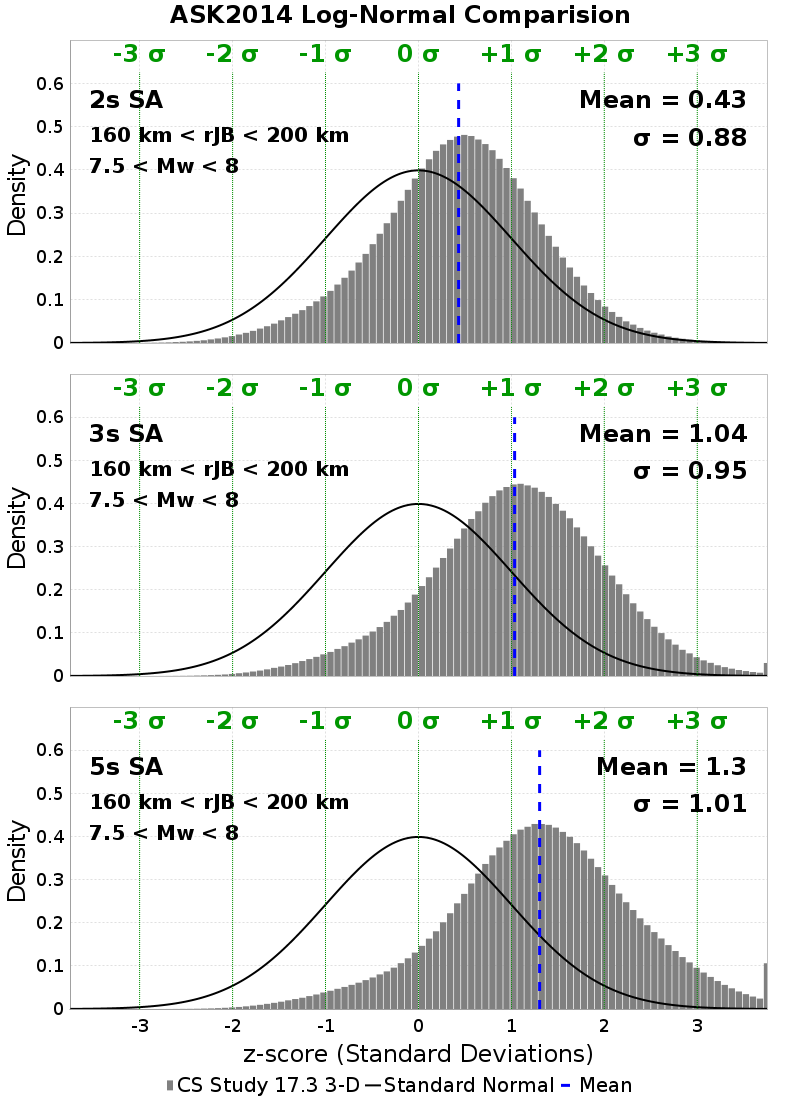 ASK2014 Log-Normal Comparision
-3 σ -2 σ -1 σ 0 σ +1 σ +2 σ +3 σ
0.6
2s SA Mean = 0.43
0.5
160 km < rJB < 200 km σ = 0.88
0.4
7.5 < Mw < 8
0.3
0.2
0.1
0
Density
-3 σ -2 σ -1 σ 0 σ +1 σ +2 σ +3 σ
0.6
3s SA Mean = 1.04
0.5
160 km < rJB < 200 km σ = 0.95
0.4
7.5 < Mw < 8
0.3
0.2
0.1
0
Density
-3 σ -2 σ -1 σ 0 σ +1 σ +2 σ +3 σ
0.6
5s SA Mean = 1.3
0.5
160 km < rJB < 200 km σ = 1.01
0.4
7.5 < Mw < 8
0.3
0.2
0.1
0
Density
-3 -2 -1 0 1 2 3
z-score (Standard Deviations)
CS Study 17.3 3-D Standard Normal Mean